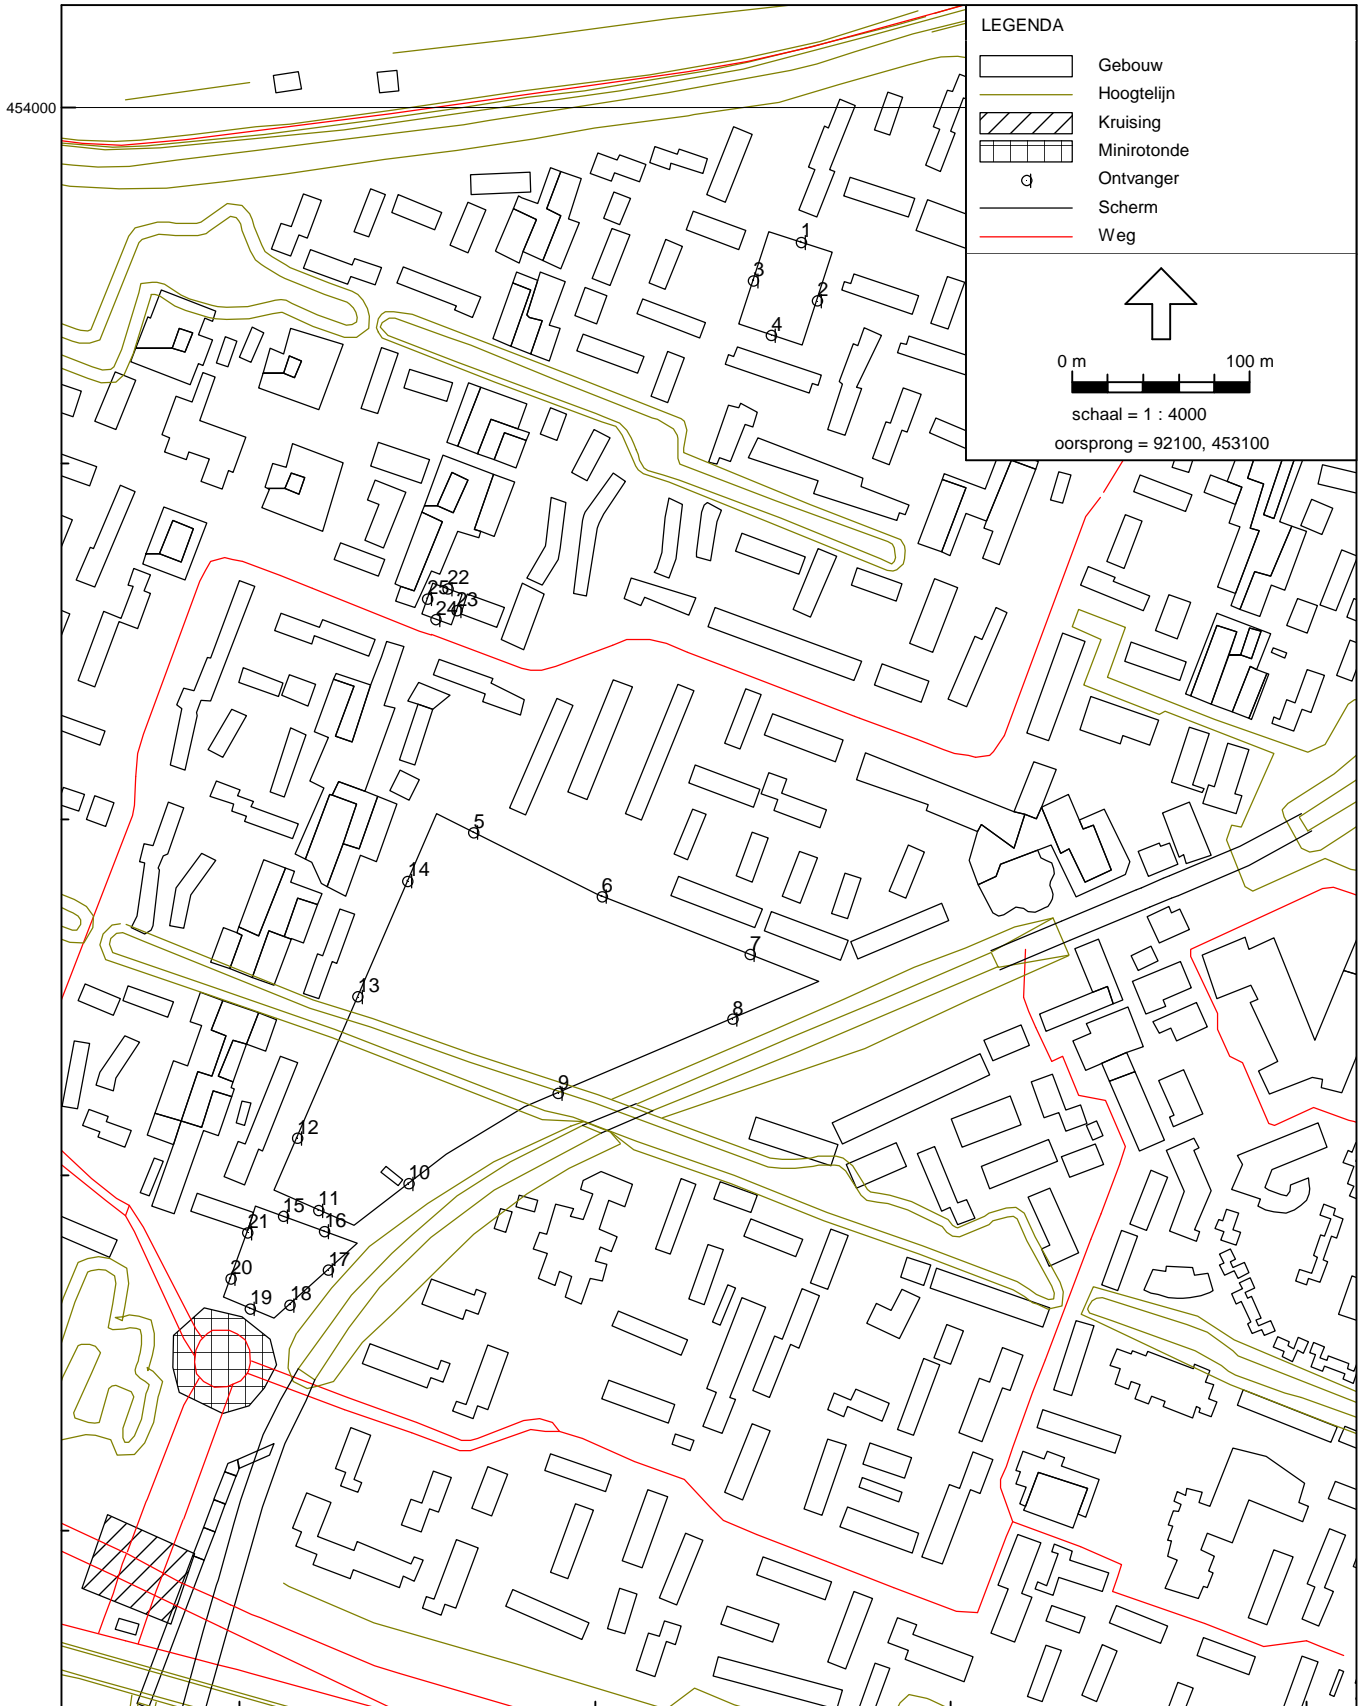 LEGENDA
Gebouw
Hoogtelijn
454000
Kruising
Minirotonde
Ontvanger
Scherm
Weg
1
3
2
4
0 m 100 m
schaal = 1 : 4000
oorsprong = 92100, 453100
22
25
23
24
5
14
6
7
13
8
9
12
10
11
15
16
21
17
20
18
19